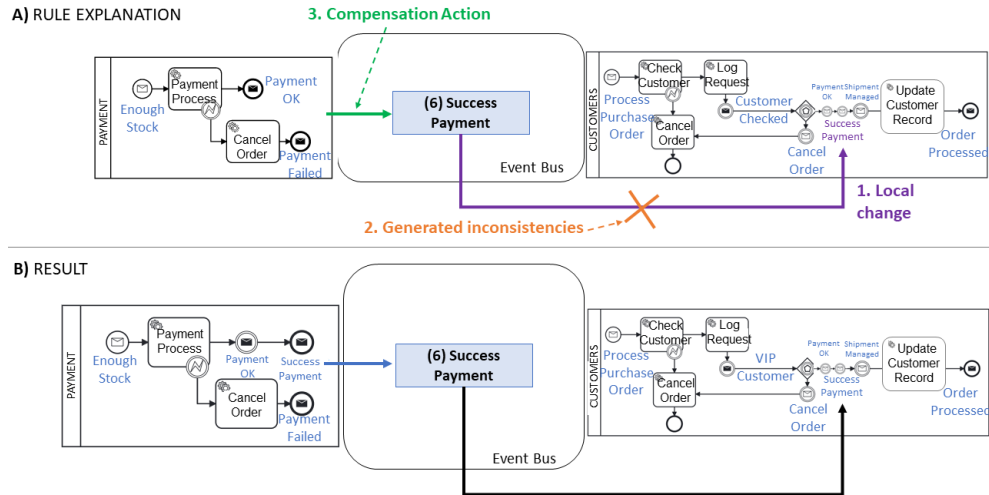 A) RULE EXPLANATION
3. Compensation Action
PAYMENT
Payment
Process
Enough
Stock
Payment
OK
Cancel
Order
Payment
Failed
(6) Success
Payment
Event Bus
CUSTOMERS
Check
Customer
Log
Request
Process
Purchase
Order
Cancel
Order
Customer
Checked
Payment
OK
Shipment
Managed
Success
Payment
Cancel
Order
Update
Customer
Record
Order
Processed
1. Local
change
2. Generated inconsistencies
B) RESULT
PAYMENT
Payment
Process
Enough
Stock
Payment
OK
Success
Payment
Cancel
Order
Payment
Failed
(6) Success
Payment
Event Bus
CUSTOMERS
Check
Customer
Log
Request
Process
Purchase
Order
Cancel
Order
VIP
Customer
Payment
OK
Shipment
Managed
Success
Payment
Cancel
Order
Update
Customer
Record
Order
Processed